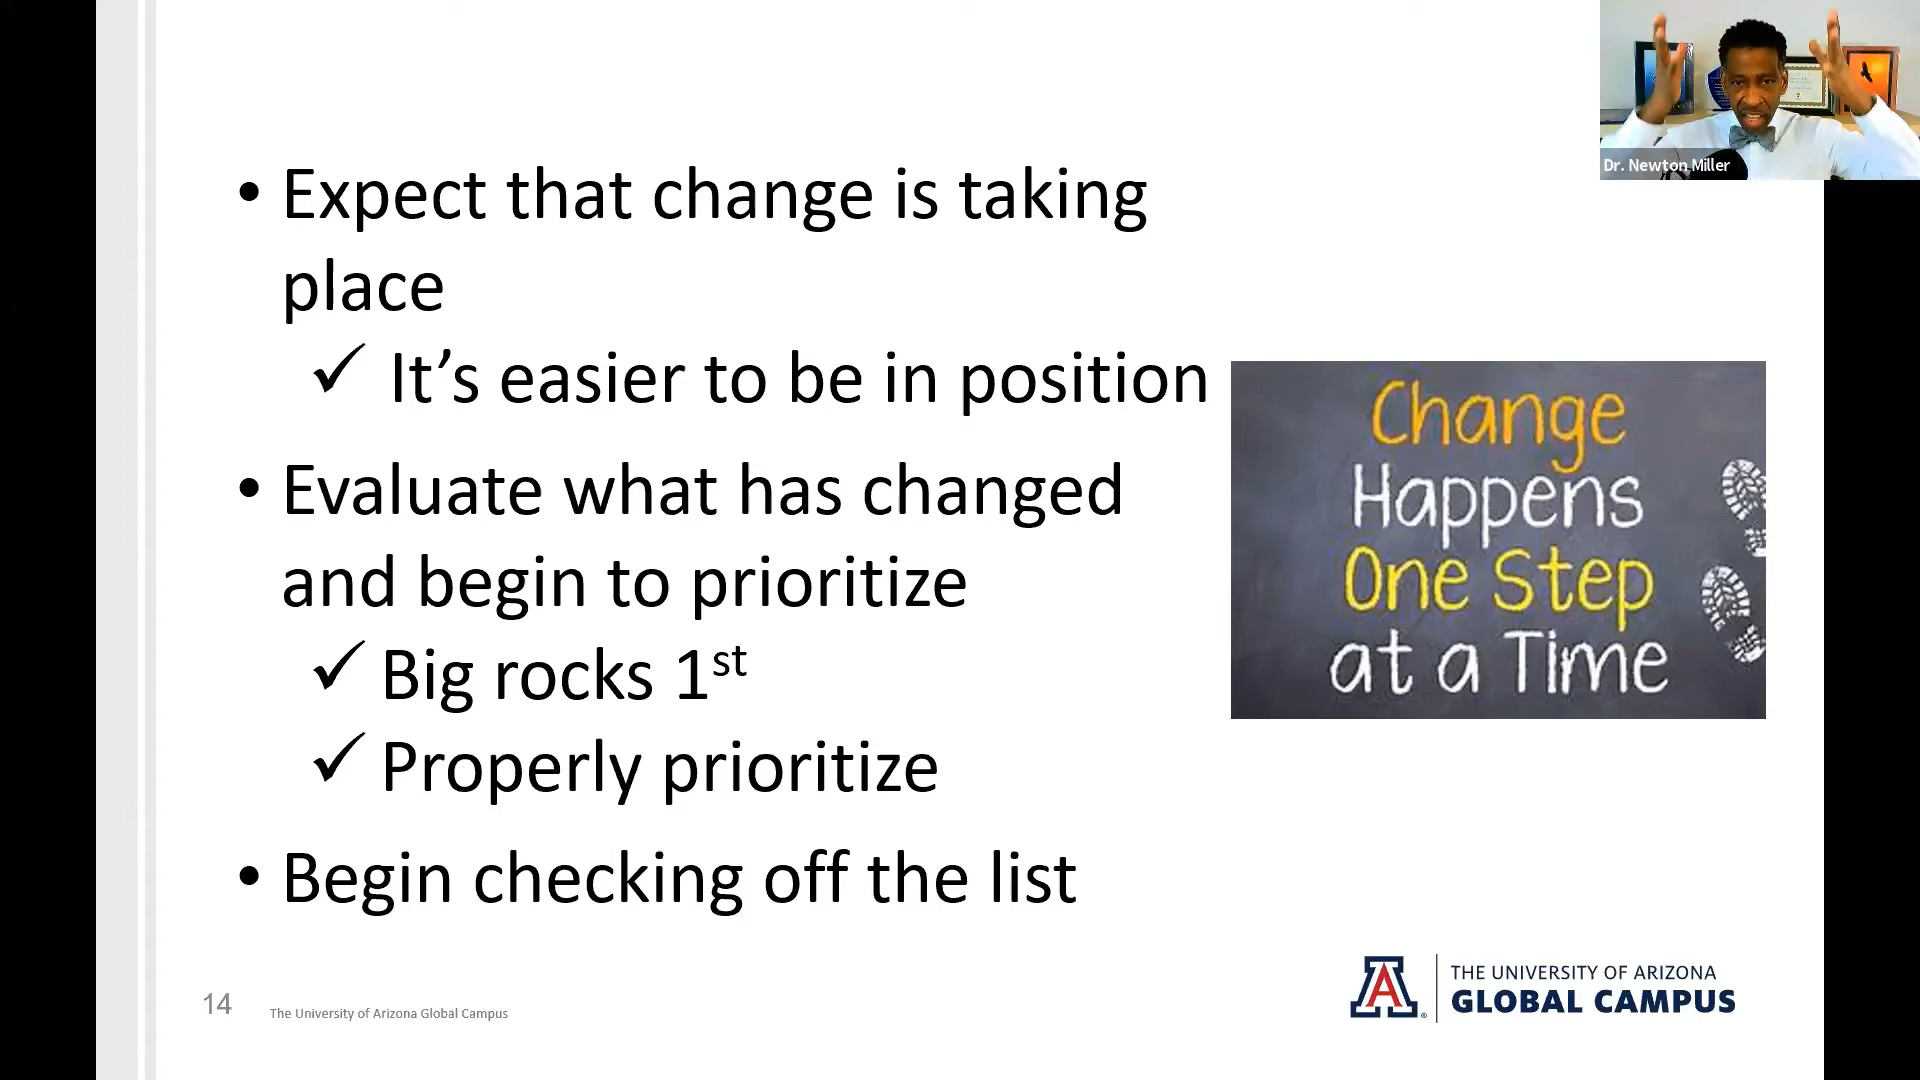 Dr. Newton Miller
• Expect that change is taking
place
✓ It’s easier to be in position
• Evaluate what has changed
and begin to prioritize
✓ Big rocks 1st
✓ Properly prioritize
• Begin checking off the list
Change
Happens
One Step
at a Time
14
The University of Arizona Global Campus
A
THE UNIVERSITY OF ARIZONA
GLOBAL CAMPUS